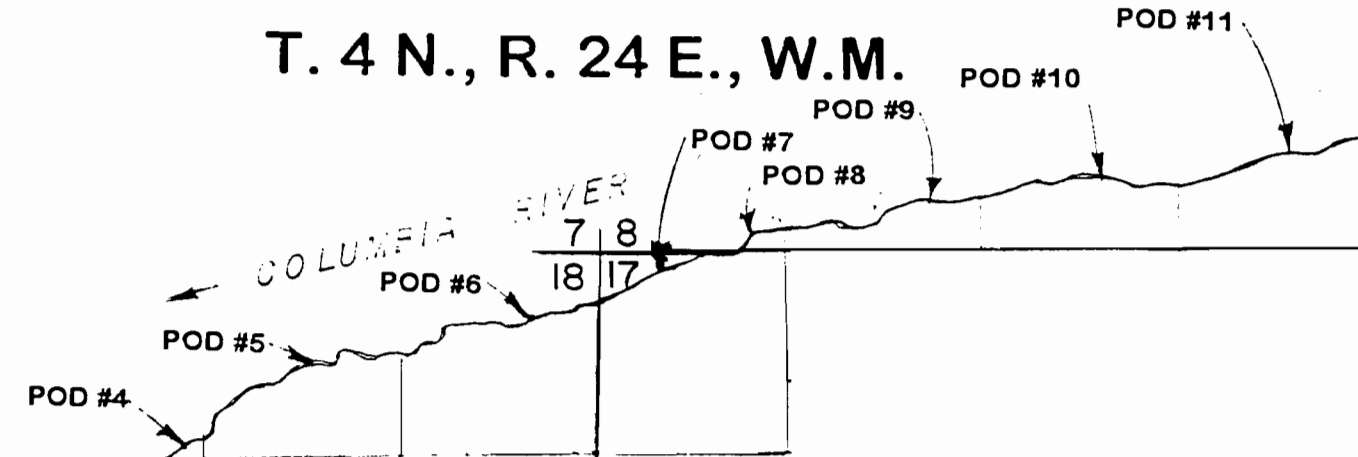 POD #11
T. 4 N., R. 24 E., W.M.
POD #10
POD #9
POD #7
POD #8
COLUMBIA RIVER
7 8
18 17
POD #6
POD #5
POD #4